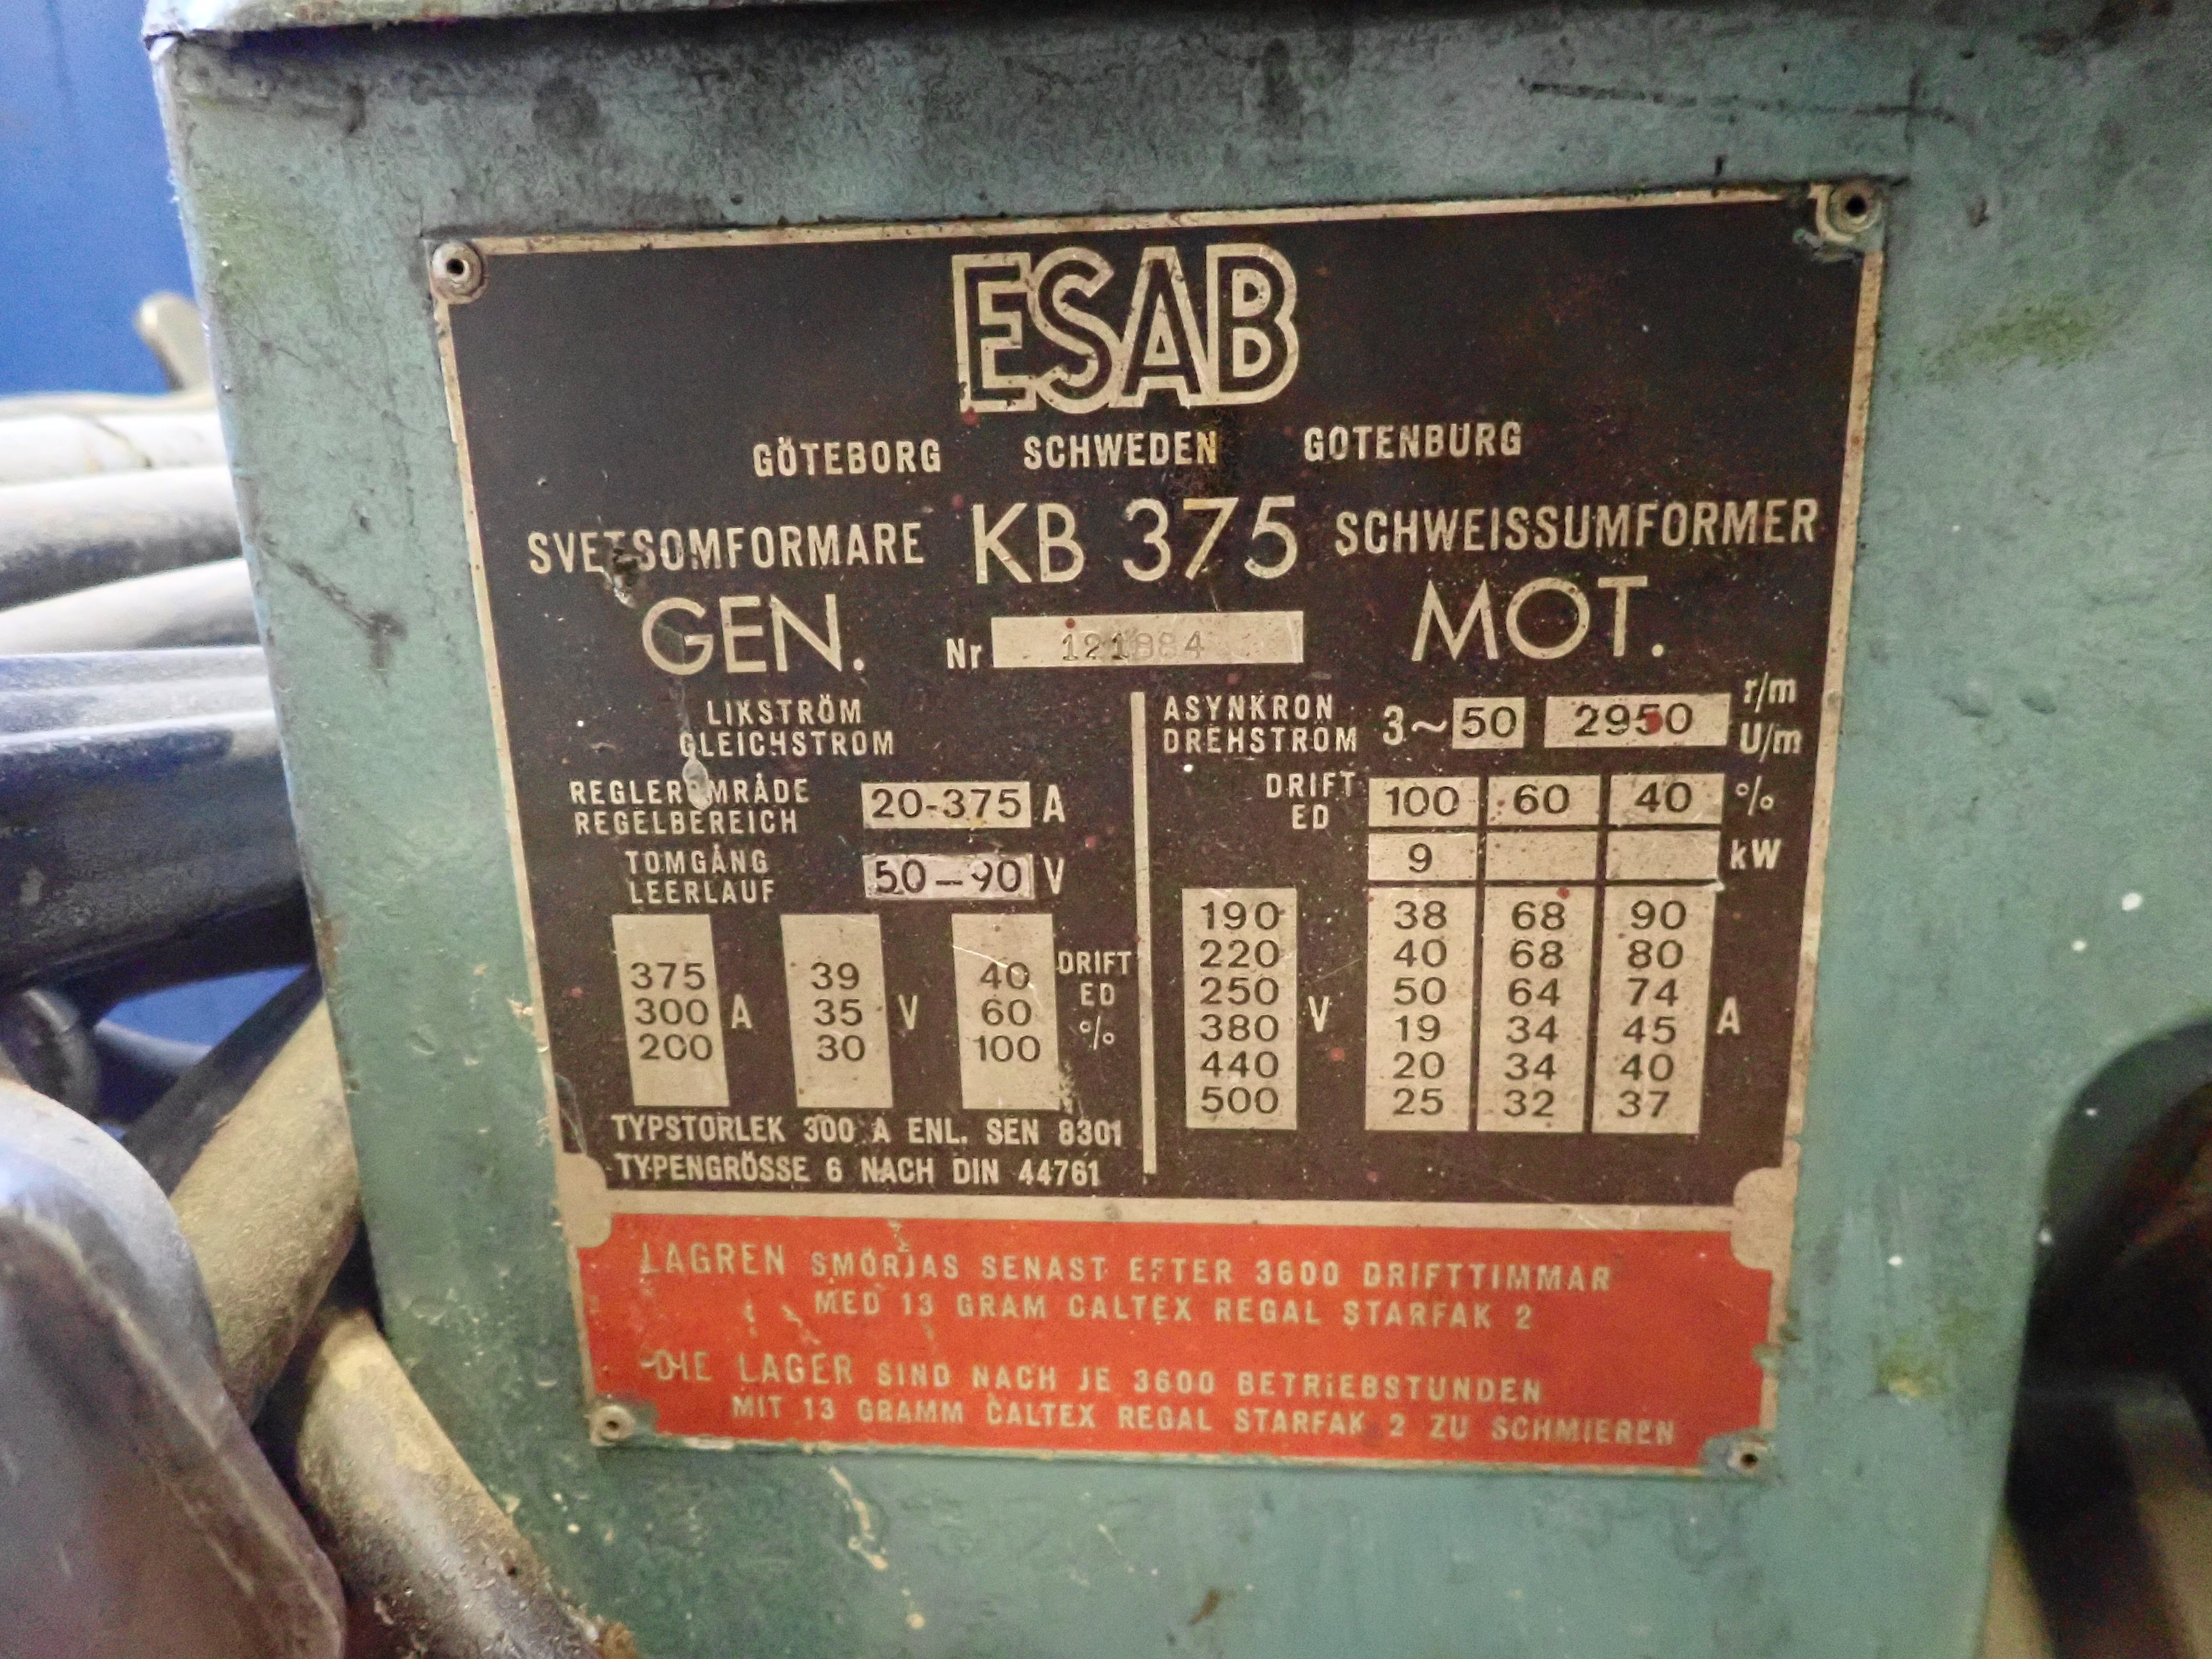 ESAB
GÖTEBORG SCHWEDEN GOTENBURG
SVETSOMFORMARE KB 375 SCHWEISSUMFORMER
GEN. Nr 121884 MOT.
LIKSTRÖM
GLEICHSTROM
REGLEROMRÅDE
REGELBEREICH
20-375 A
TOMGÅNG
LEERLAUF
50-90 V
375 39 40 DRIFT
300 A 35 V 60 ED
200 30 100 %
TYPSTORLEK 300 A ENL. SEN 8301
TYPENGRÖSSE 6 NACH DIN 44761
ASYNKRON
DREHSTROM
3~ 50 2950 r/m
U/m
DRIFT
ED
100 60 40 %
9 kW
190 38 68 90
220 40 68 80
250 50 64 74
380 V 19 34 45 A
440 20 34 40
500 25 32 37
LAGREN SMÖRJAS SENAST EFTER 3600 DRIFTTIMMAR
MED 13 GRAM CALTEX REGAL STARFAK 2
DIE LAGER SIND NACH JE 3600 BETRIEBSTUNDEN
MIT 13 GRAMM CALTEX REGAL STARFAK 2 ZU SCHMIEREN